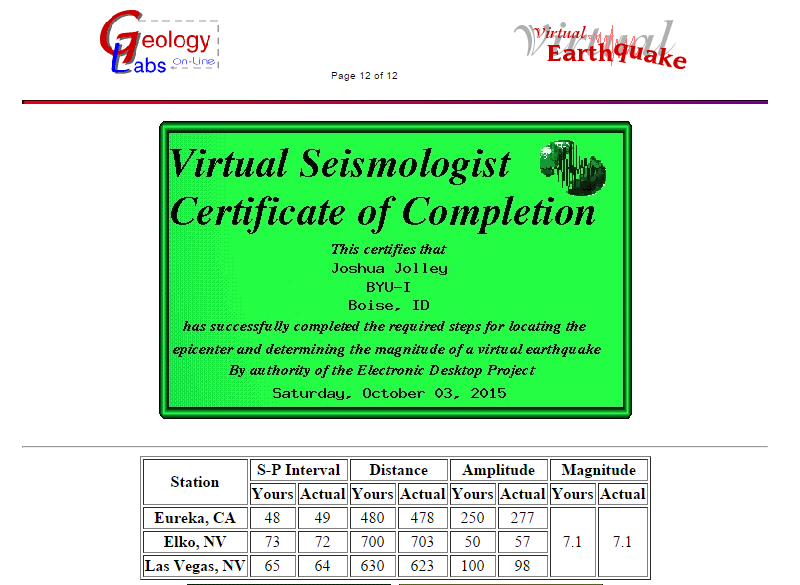 Geology
Labs On-Line
Virtual
Virtual
Earthquake
Page 12 of 12
Virtual Seismologist
Certificate of Completion
This certifies that
Joshua Jolley
BYU-I
Boise, ID
has successfully completed the required steps for locating the
epicenter and determining the magnitude of a virtual earthquake
By authority of the Electronic Desktop Project
Saturday, October 03, 2015
Station S-P Interval Distance Amplitude Magnitude
Yours Actual Yours Actual Yours Actual Yours Actual
Eureka, CA 48 49 480 478 250 277
Elko, NV 73 72 700 703 50 57 7.1 7.1
Las Vegas, NV 65 64 630 623 100 98